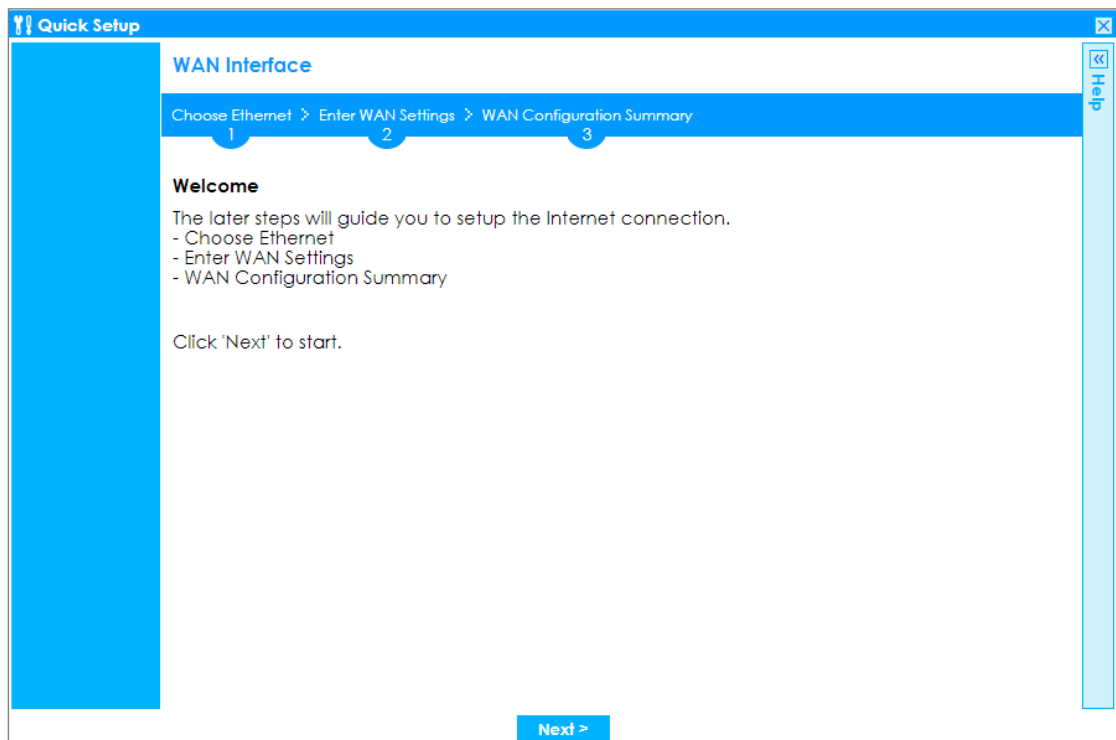 Quick Setup
« Help
WAN Interface
Choose Ethernet > Enter WAN Settings > WAN Configuration Summary
1 2 3
Welcome
The later steps will guide you to setup the Internet connection.
- Choose Ethernet
- Enter WAN Settings
- WAN Configuration Summary
Click 'Next' to start.
Next >